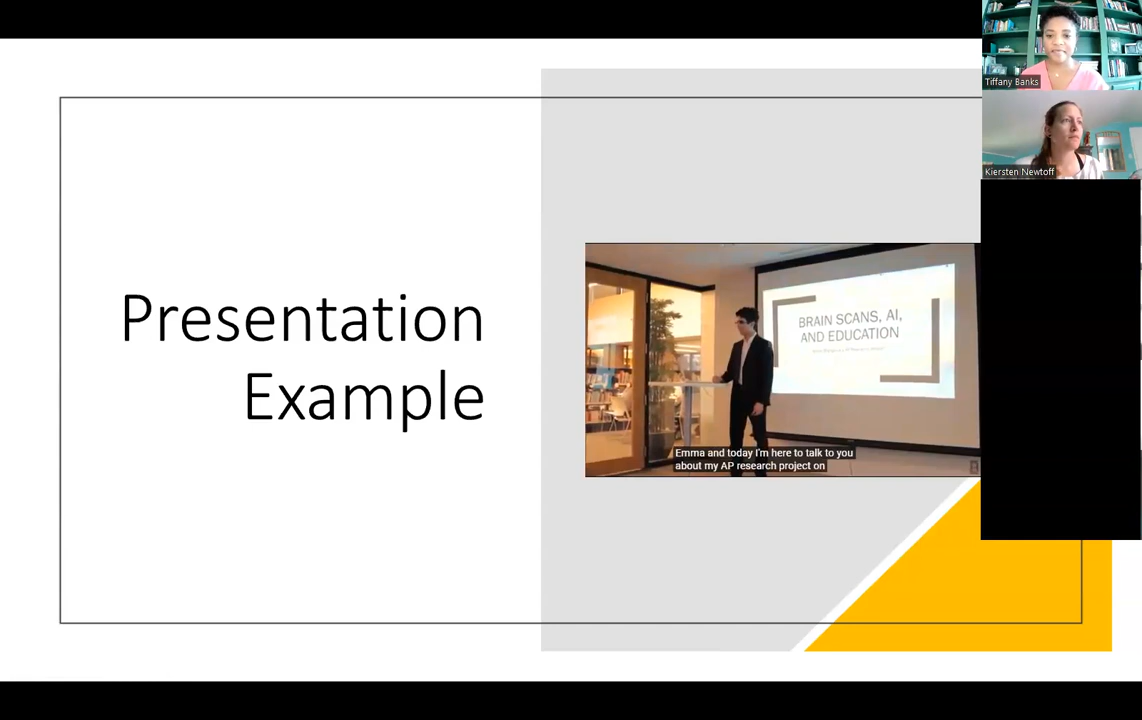 Presentation
Example
BRAIN SCANS, AI,
AND EDUCATION
Emma and today I'm here to talk to you
about my AP research project on
Tiffany Banks
Kiersten Newtoff